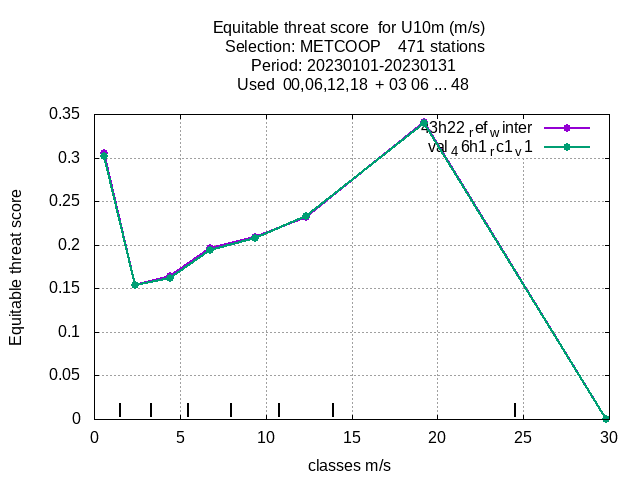 Equitable threat score for U10m (m/s)
Selection: METCOOP 471 stations
Period: 20230101-20230131
Used 00,06,12,18 + 03 06 ... 48
43h22 ref winter
val 46h1 rc1 v1
Equitable threat score
0.35
0.3
0.25
0.2
0.15
0.1
0.05
0
0 5 10 15 20 25 30
classes m/s